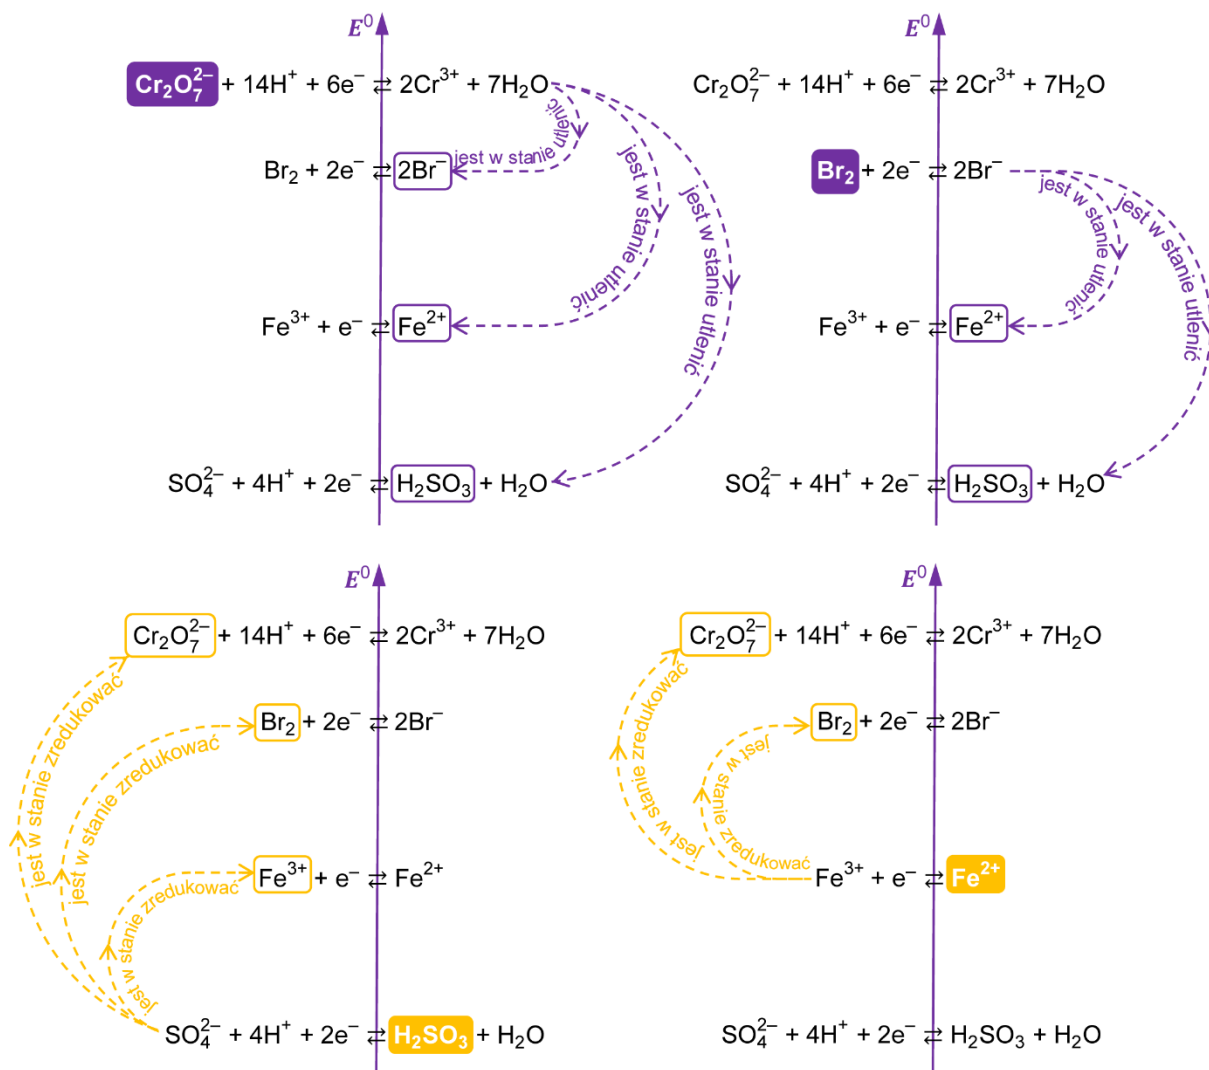 E⁰
Cr₂O₇²⁻ + 14H⁺ + 6e⁻ ⇄ 2Cr³⁺ + 7H₂O
jest w stanie utlenić
Br₂ + 2e⁻ ⇄ 2Br⁻
jest w stanie utlenić
jest w stanie utlenić
Fe³⁺ + e⁻ ⇄ Fe²⁺
SO₄²⁻ + 4H⁺ + 2e⁻ ⇄ H₂SO₃ + H₂O
E⁰
Cr₂O₇²⁻ + 14H⁺ + 6e⁻ ⇄ 2Cr³⁺ + 7H₂O
Br₂ + 2e⁻ ⇄ 2Br⁻
jest w stanie utlenić
jest w stanie utlenić
Fe³⁺ + e⁻ ⇄ Fe²⁺
SO₄²⁻ + 4H⁺ + 2e⁻ ⇄ H₂SO₃ + H₂O
E⁰
Cr₂O₇²⁻ + 14H⁺ + 6e⁻ ⇄ 2Cr³⁺ + 7H₂O
jest w stanie zredukować
Br₂ + 2e⁻ ⇄ 2Br⁻
jest w stanie zredukować
Fe³⁺ + e⁻ ⇄ Fe²⁺
jest w stanie zredukować
SO₄²⁻ + 4H⁺ + 2e⁻ ⇄ H₂SO₃ + H₂O
E⁰
Cr₂O₇²⁻ + 14H⁺ + 6e⁻ ⇄ 2Cr³⁺ + 7H₂O
jest w stanie zredukować
Br₂ + 2e⁻ ⇄ 2Br⁻
jest w stanie zredukować
Fe³⁺ + e⁻ ⇄ Fe²⁺
SO₄²⁻ + 4H⁺ + 2e⁻ ⇄ H₂SO₃ + H₂O